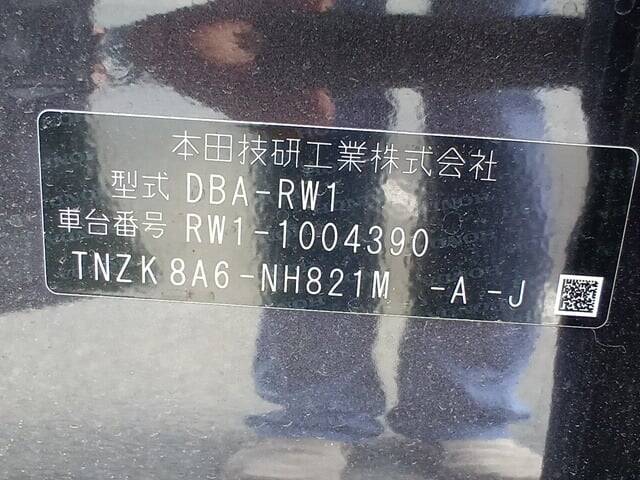 本田技研工業株式会社
型式 DBA-RW1
車台番号 RW1-1004390
TNZK 8A6-NH821M -A -J